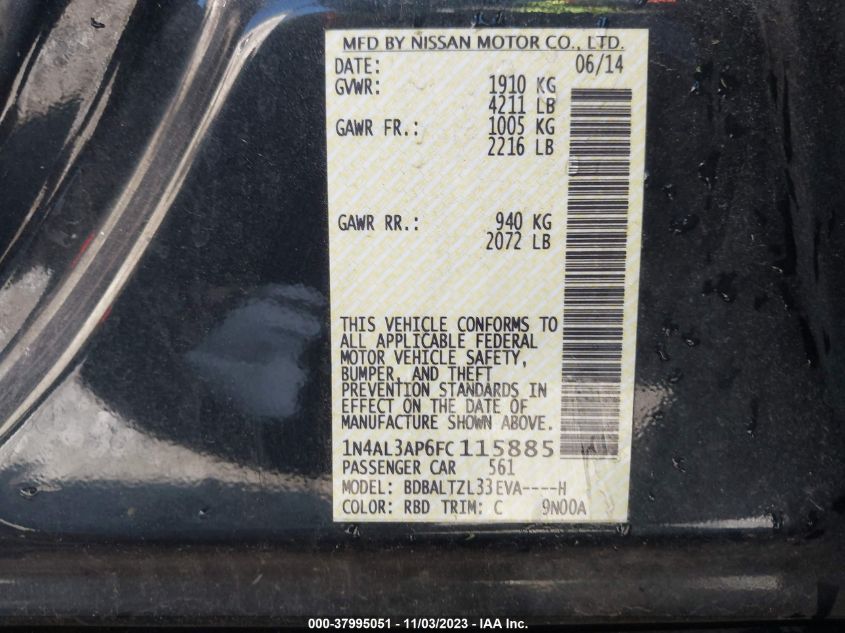 MFD BY NISSAN MOTOR CO., LTD.
DATE: 06/14
GVWR: 1910 KG
4211 LB
GAWR FR.: 1005 KG
2216 LB
GAWR RR.: 940 KG
2072 LB
THIS VEHICLE CONFORMS TO
ALL APPLICABLE FEDERAL
MOTOR VEHICLE SAFETY,
BUMPER, AND THEFT
PREVENTION STANDARDS IN
EFFECT ON THE DATE OF
MANUFACTURE SHOWN ABOVE.
1N4AL3AP6FC115885
PASSENGER CAR 561
MODEL: BDBALTZL33EVA----H
COLOR: RBD TRIM: C 9N00A
000-37995051 - 11/03/2023 - IAA Inc.